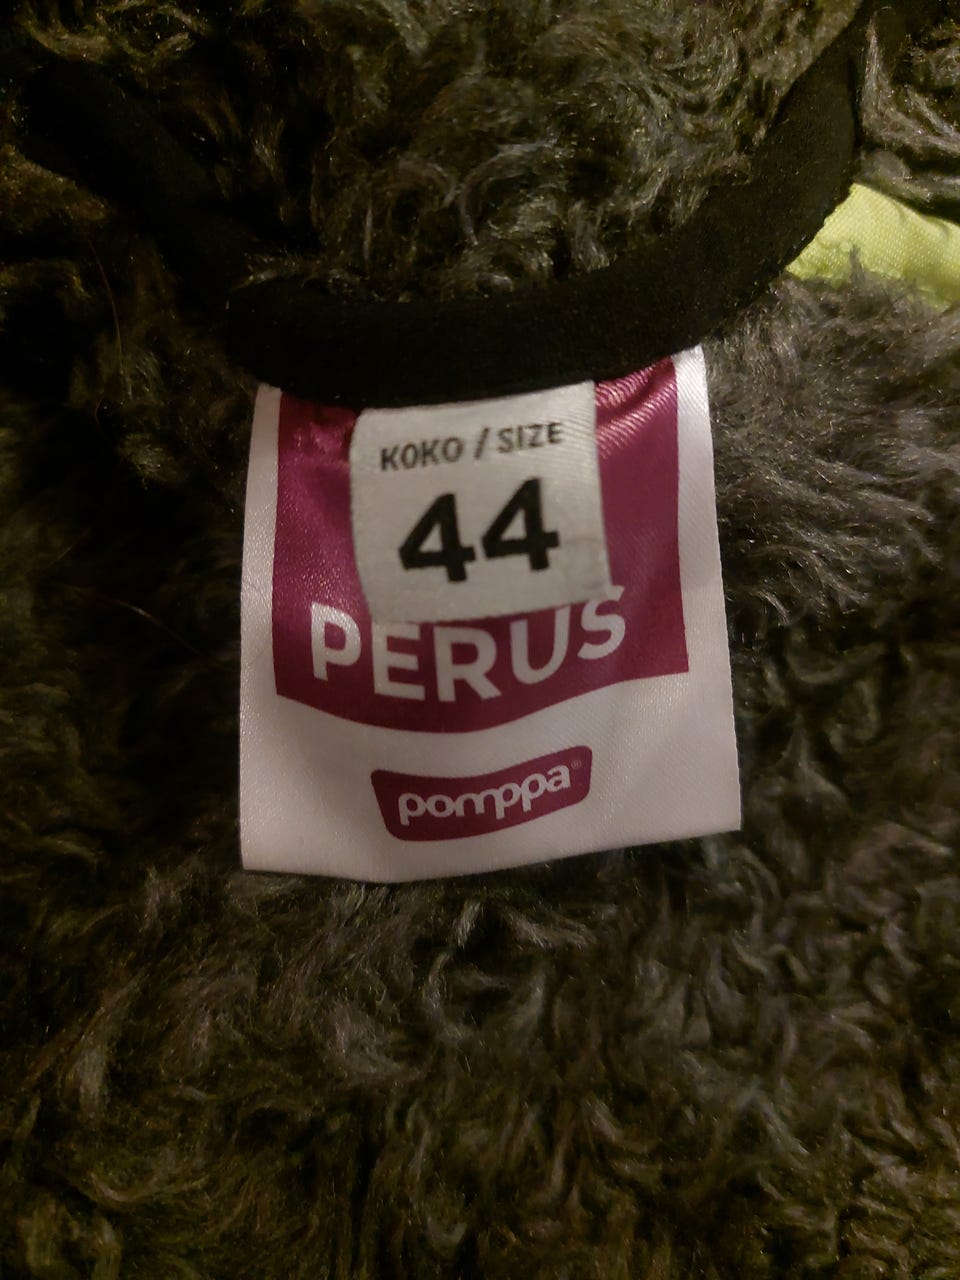 KOKO / SIZE
44
PERUS
pomppa®